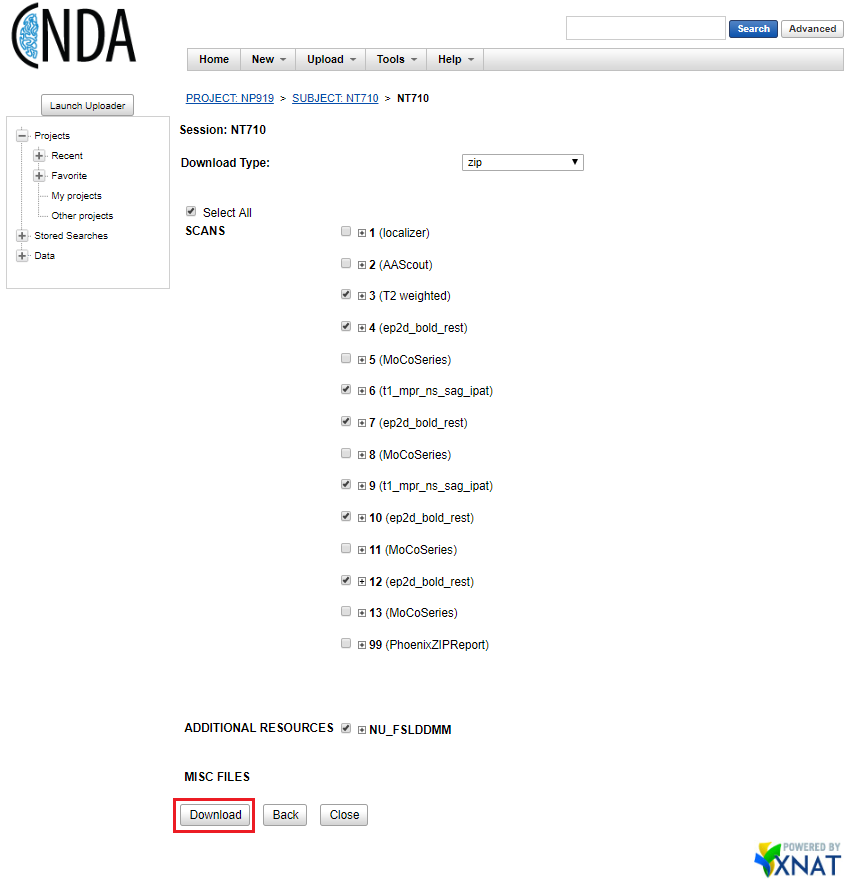 CNDA
Search Advanced
Home New Upload Tools Help
Launch Uploader
PROJECT: NP919 > SUBJECT: NT710 > NT710
Session: NT710
Projects
Recent
Favorite
My projects
Other projects
Stored Searches
Data
Download Type: zip
Select All
SCANS
1 (localizer)
2 (AAScout)
3 (T2 weighted)
4 (ep2d_bold_rest)
5 (MoCoSeries)
6 (t1_mpr_ns_sag_ipat)
7 (ep2d_bold_rest)
8 (MoCoSeries)
9 (t1_mpr_ns_sag_ipat)
10 (ep2d_bold_rest)
11 (MoCoSeries)
12 (ep2d_bold_rest)
13 (MoCoSeries)
99 (PhoenixZIPReport)
ADDITIONAL RESOURCES NU_FSLDDMM
MISC FILES
Download Back Close
POWERED BY
XNAT